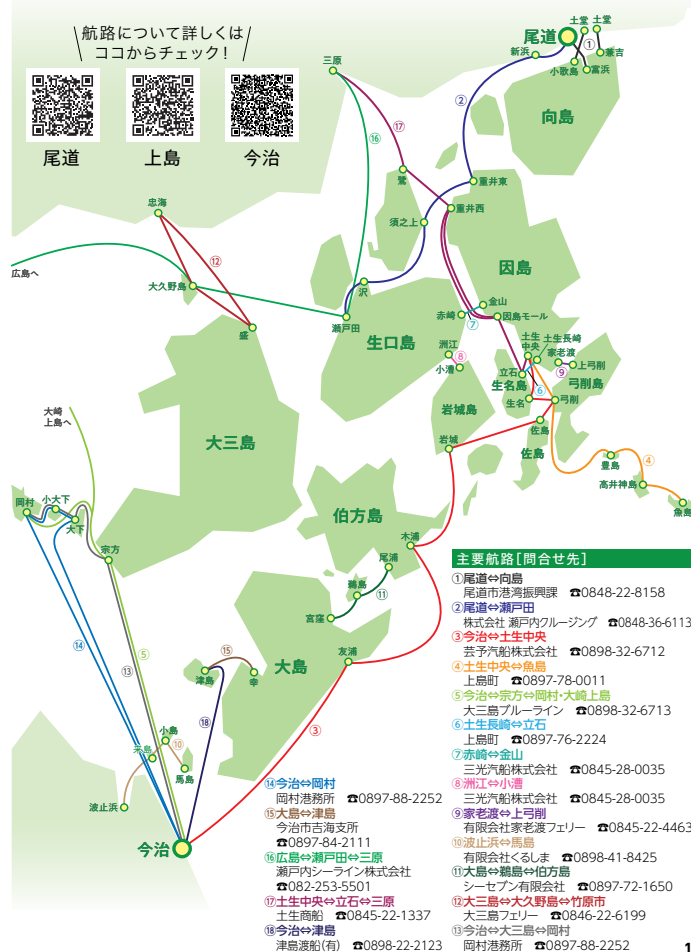 航路について詳しくは
ココからチェック！
尾道
上島
今治
尾道
土堂
土堂
①
新浜
兼吉
小歌島
富浜
三原
向島
②
⑰
⑯
鷺
重井東
重井西
須之上
忠海
因島
⑫
広島へ
大久野島
沢
金山
赤崎
因島モール
⑦
瀬戸田
盛
生口島
洲江
⑧
小漕
土生中央
土生長崎
家老渡
上弓削
⑨
立石
生名島
⑥
弓削島
生名
弓削
岩城島
大崎
上島へ
佐島
岩城
佐島
大三島
豊島
④
高井神島
魚島
岡村
小大下
大下
伯方島
木浦
宗方
尾浦
鵜島
⑪
宮窪
⑭
⑤
⑬
⑮
大島
友浦
津島
幸
⑱
③
小島
来島
⑩
馬島
波止浜
今治
主要航路［問合せ先］
①尾道⇔向島
尾道市港湾振興課 ☎0848-22-8158
②尾道⇔瀬戸田
株式会社 瀬戸内クルージング ☎0848-36-6113
③今治⇔土生中央
芸予汽船株式会社 ☎0898-32-6712
④土生中央⇔魚島
上島町 ☎0897-78-0011
⑤今治⇔宗方⇔岡村・大崎上島
大三島ブルーライン ☎0898-32-6713
⑥土生長崎⇔立石
上島町 ☎0897-76-2224
⑦赤崎⇔金山
三光汽船株式会社 ☎0845-28-0035
⑧洲江⇔小漕
三光汽船株式会社 ☎0845-28-0035
⑨家老渡⇔上弓削
有限会社家老渡フェリー ☎0845-22-4463
⑩波止浜⇔馬島
有限会社くるしま ☎0898-41-8425
⑪大島⇔鵜島⇔伯方島
シーセブン有限会社 ☎0897-72-1650
⑫大三島⇔大久野島⇔竹原市
大三島フェリー ☎0846-22-6199
⑬今治⇔大三島⇔岡村
岡村港務所 ☎0897-88-2252
⑭今治⇔岡村
岡村港務所 ☎0897-88-2252
⑮大島⇔津島
今治市吉海支所
☎0897-84-2111
⑯広島⇔瀬戸田⇔三原
瀬戸内シーライン株式会社
☎082-253-5501
⑰土生中央⇔立石⇔三原
土生商船 ☎0845-22-1337
⑱今治⇔津島
津島渡船(有) ☎0898-22-2123
1